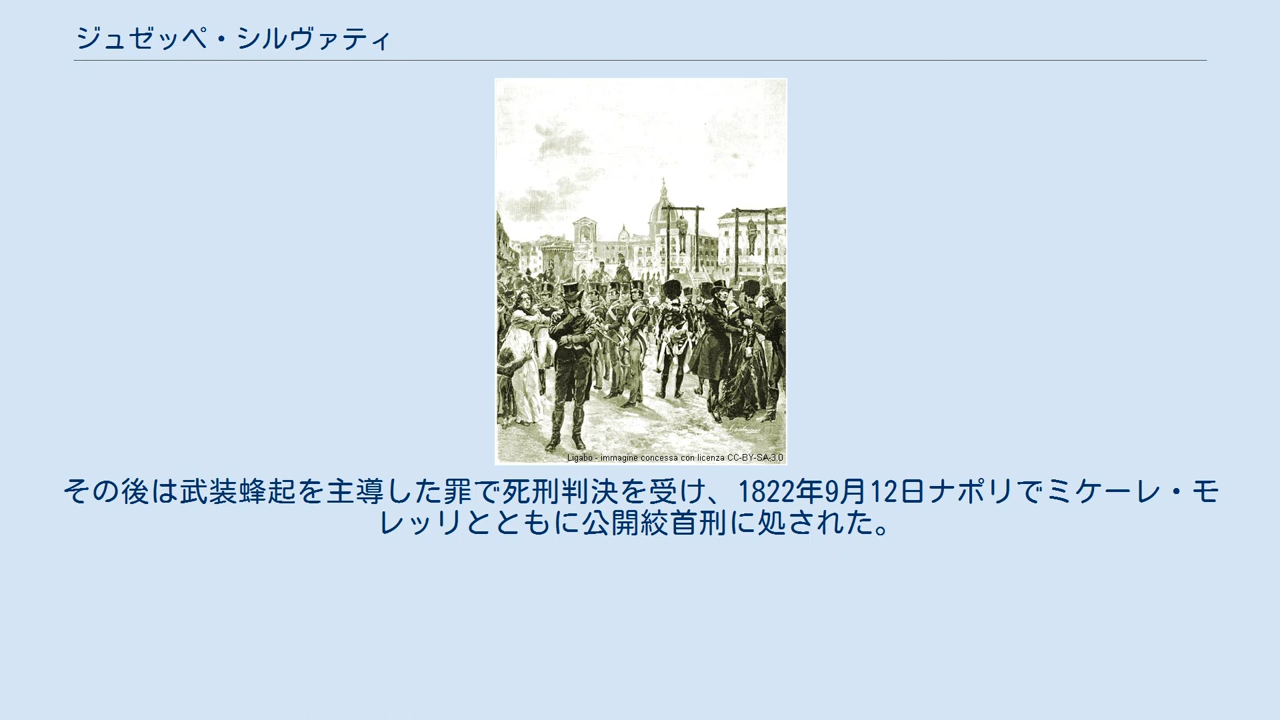 ジュゼッペ・シルヴァティ
Ligabo - immagine concessa con licenza CC-BY-SA-3.0
その後は武装蜂起を主導した罪で死刑判決を受け、1822年9月12日ナポリでミケーレ・モ
レッリとともに公開絞首刑に処された。